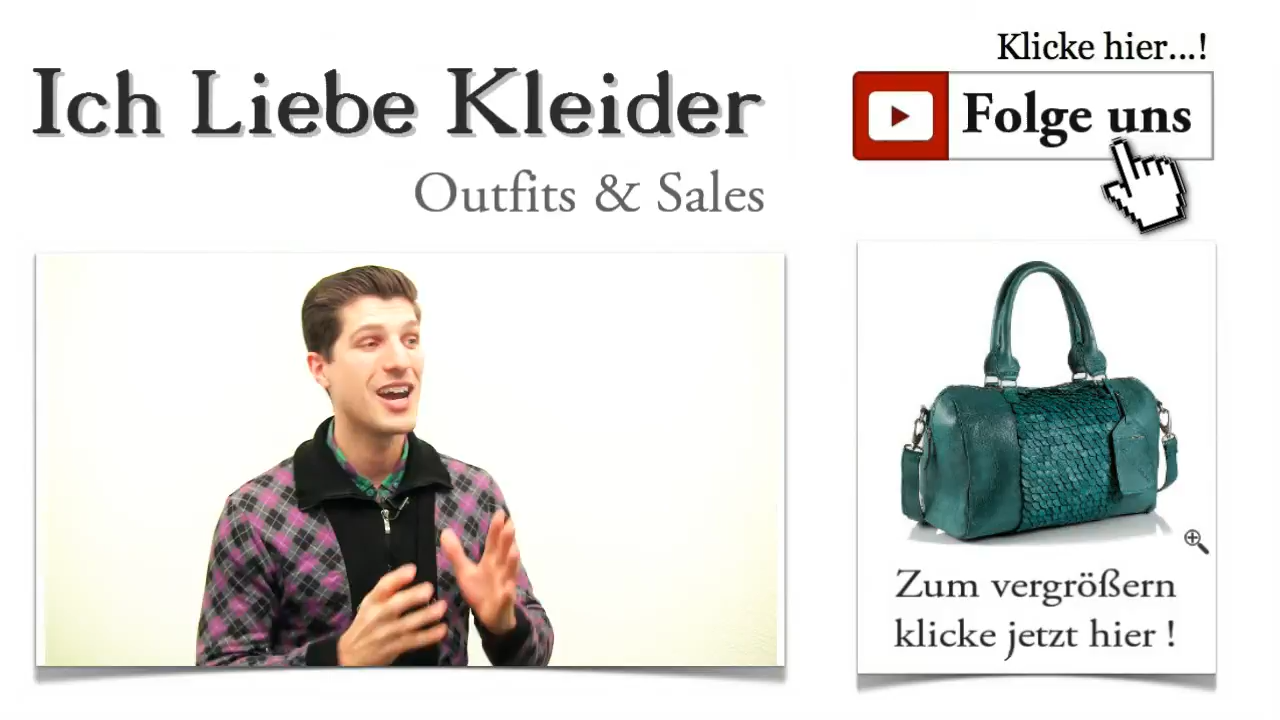 Ich Liebe Kleider
Outfits & Sales
Klicke hier...!
Folge uns
Zum vergrößern
klicke jetzt hier !